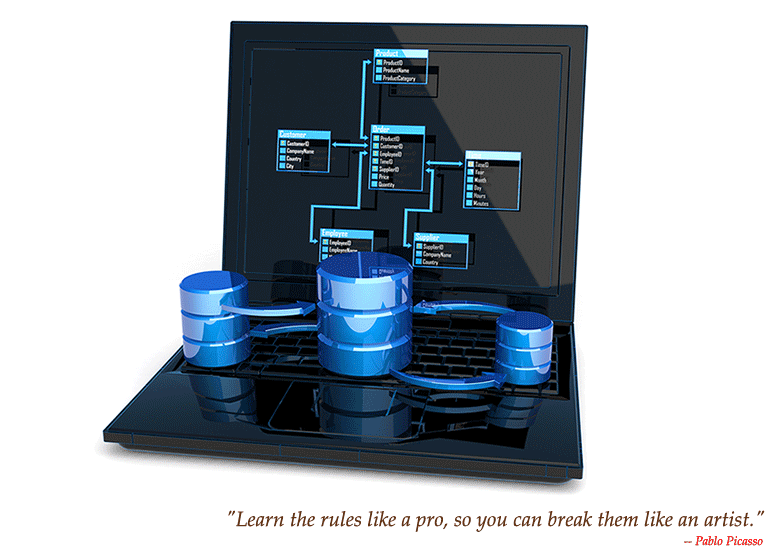 Product
ProductID
ProductName
ProductCategory
Customer
CustomerID
CompanyName
Country
City
Order
ProductID
CustomerID
EmployeeID
TimeID
SupplierID
Price
Quantity
TimeID
Year
Month
Day
Hours
Minutes
Employee
EmployeeID
EmployeeName
Supplier
SupplierID
CompanyName
Country
"Learn the rules like a pro, so you can break them like an artist."
-- Pablo Picasso